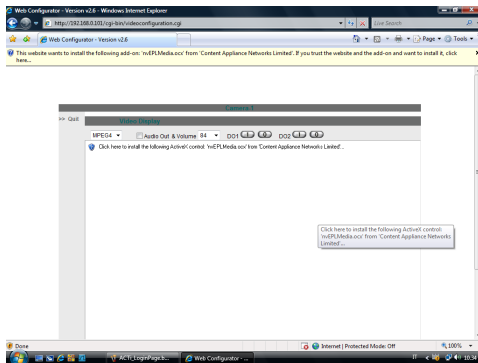 Web Configurator - Version v2.6 - Windows Internet Explorer
http://192.168.0.101/cgi-bin/videoconfiguration.cgi
Live Search
Web Configurator - Version v2.6
Page
Tools
This website wants to install the following add-on: 'nvEPLMedia.ocx' from 'Content Appliance Networks Limited'. If you trust the website and the add-on and want to install it, click
here...
Camera 1
>> Quit
Video Display
MPEG4
Audio Out & Volume 84
DO1
DO2
Click here to install the following ActiveX control: 'nvEPLMedia.ocx' from 'Content Appliance Networks Limited'...
Click here to install the following ActiveX control:
'nvEPLMedia.ocx' from 'Content Appliance Networks
Limited'...
Done
Internet | Protected Mode: Off
100%
ACTi_LoginPage.b...
Web Configurator - ...
IT
10.34